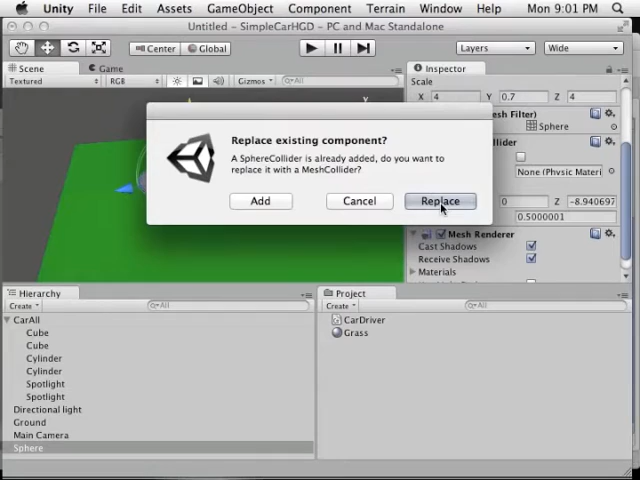 Unity File Edit Assets GameObject Component Terrain Window Help Mon 9:01 PM
Untitled - SimpleCarHGD - PC and Mac Standalone
Center Global Layers Wide
Scene Game Inspector
Textured RGB Gizmos All
Scale
X 4 Y 0.7 Z 4
Mesh Filter)
Sphere
ollider
None (Physic Materi
0 Z -8.940697
0.5000001
Mesh Renderer
Cast Shadows
Receive Shadows
Materials
Replace existing component?
A SphereCollider is already added, do you want to
replace it with a MeshCollider?
Add Cancel Replace
Hierarchy
Create All
CarAll
Cube
Cube
Cylinder
Cylinder
Spotlight
Spotlight
Directional light
Ground
Main Camera
Sphere
Project
Create All
CarDriver
Grass